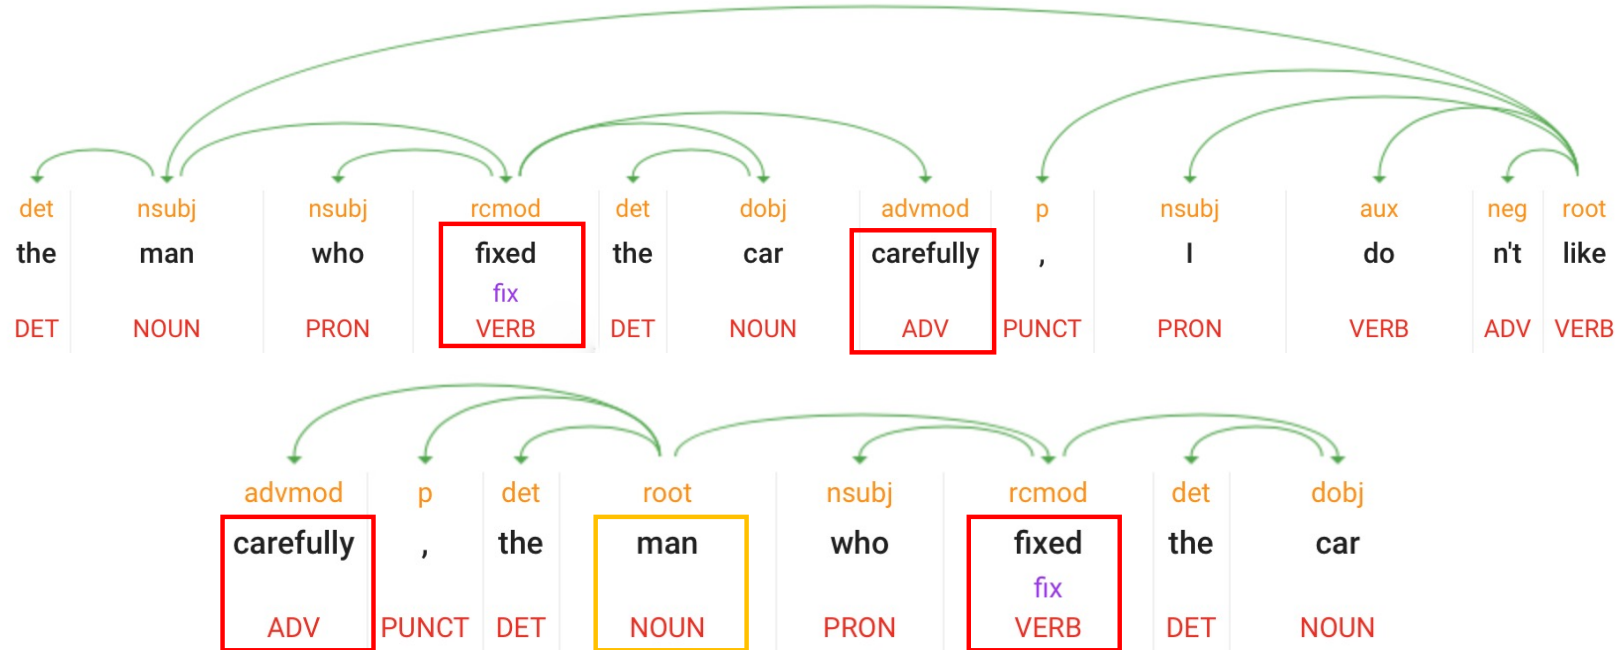 det nsubj nsubj rcmod det dobj advmod p nsubj aux neg root
the man who fixed the car carefully , I do n't like
fix
DET NOUN PRON VERB DET NOUN ADV PUNCT PRON VERB ADV VERB
advmod p det root nsubj rcmod det dobj
carefully , the man who fixed the car
fix
ADV PUNCT DET NOUN PRON VERB DET NOUN